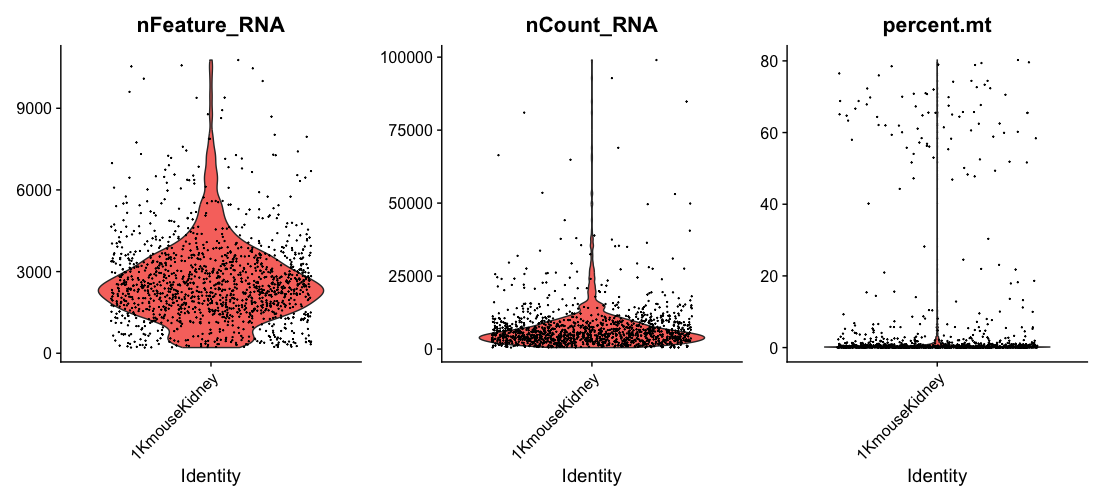 nFeature_RNA
9000
6000
3000
0
1KmouseKidney
Identity
nCount_RNA
100000
75000
50000
25000
0
1KmouseKidney
Identity
percent.mt
80
60
40
20
0
1KmouseKidney
Identity